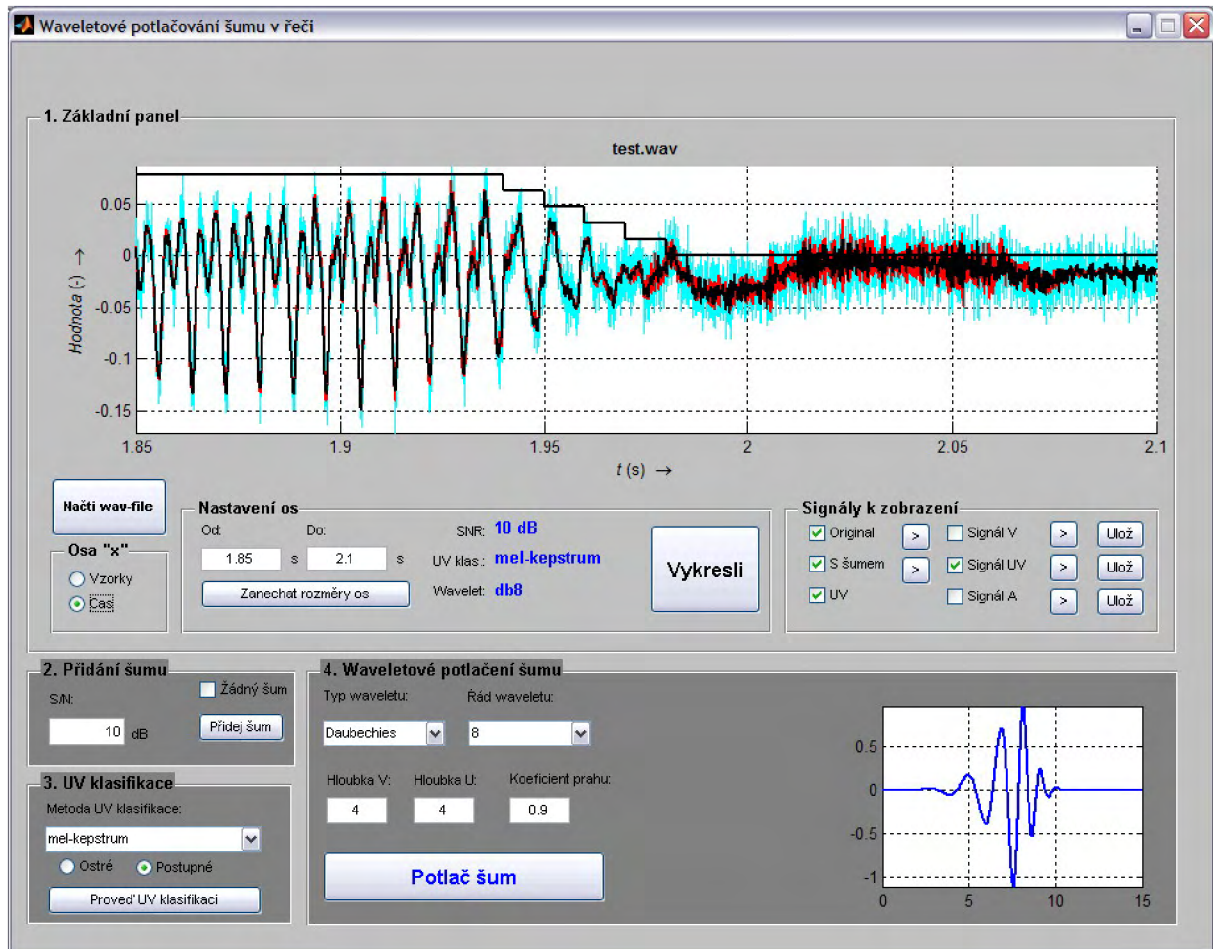 Waveletové potlačování šumu v řeči
1. Základní panel
test.wav
Hodnota (-) →
0.05
0
-0.05
-0.1
-0.15
1.85
1.9
1.95
2
2.05
2.1
t (s) →
Načti wav-file
Osa "x"
Vzorky
Čas
Nastavení os
Od:
Do:
1.85
s
2.1
s
Zanechat rozměry os
SNR: 10 dB
UV klas.: mel-kepstrum
Wavelet: db8
Vykresli
Signály k zobrazení
Original
>
Signál V
>
Ulož
S šumem
>
Signál UV
>
Ulož
UV
Signál A
>
Ulož
2. Přidání šumu
S/N:
Žádný šum
10
dB
Přidej šum
3. UV klasifikace
Metoda UV klasifikace:
mel-kepstrum
Ostré
Postupné
Proveď UV klasifikaci
4. Waveletové potlačení šumu
Typ waveletu:
Řád waveletu:
Daubechies
8
Hloubka V:
Hloubka U:
Koeficient prahu:
4
4
0.9
Potlač šum
0.5
0
-0.5
-1
0
5
10
15